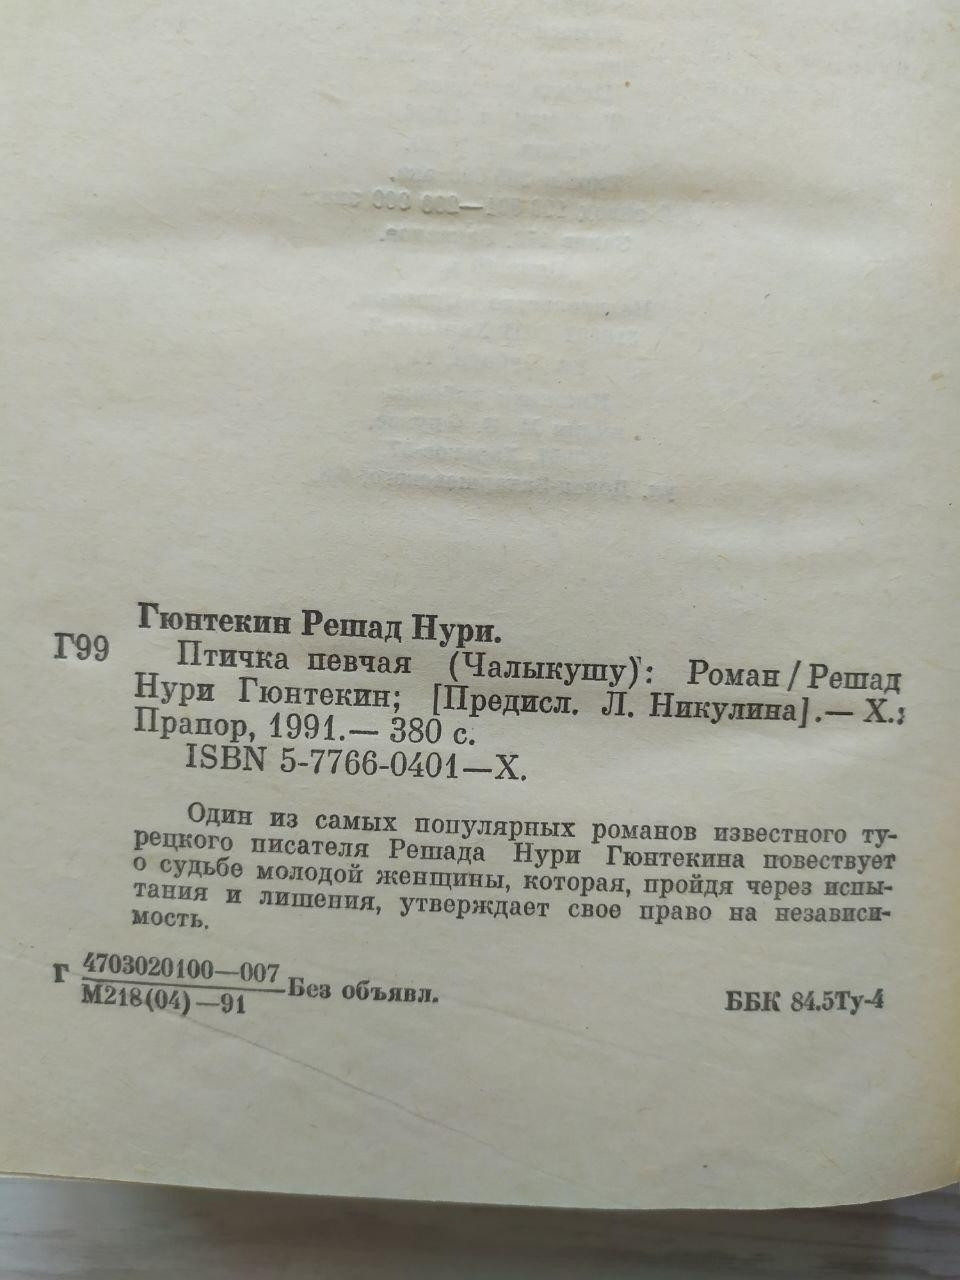 Гюнтекин Решад Нури.
Г99
Птичка певчая (Чалыкушу): Роман / Решад
Нури Гюнтекин; [Предисл. Л. Никулина].— Х.:
Прапор, 1991.— 380 с.
ISBN 5-7766-0401—X.
Один из самых популярных романов известного ту-
рецкого писателя Решада Нури Гюнтекина повествует
о судьбе молодой женщины, которая, пройдя через испы-
тания и лишения, утверждает свое право на независи-
мость.
Г 4703020100—007
М218(04)—91
Без объявл.
ББК 84.5Ту-4